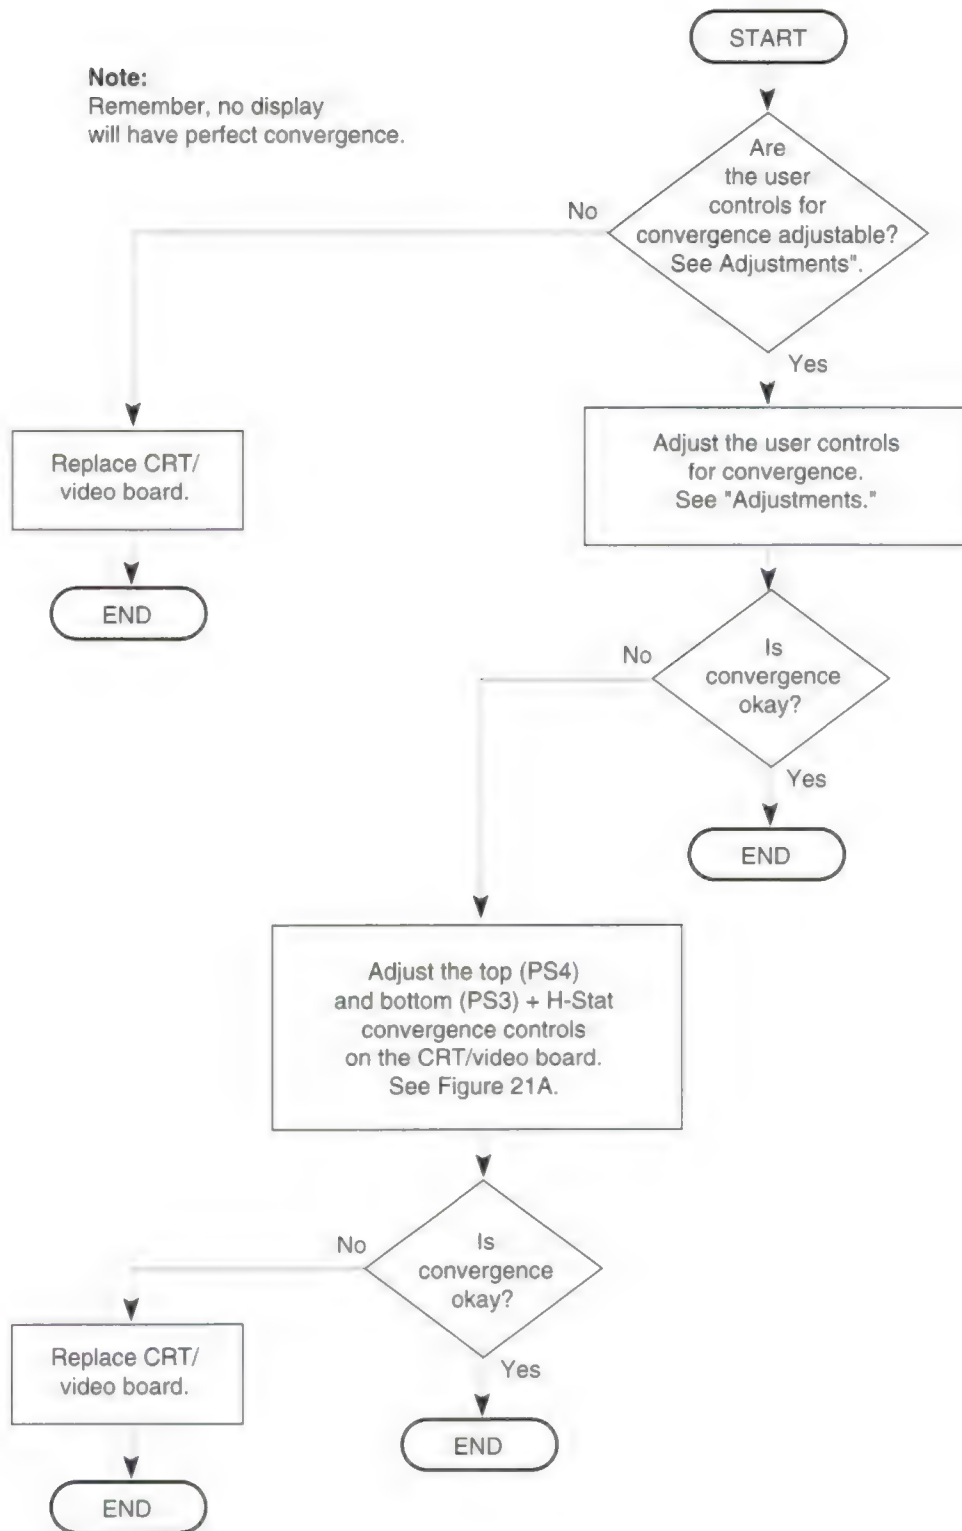 START
Note:
Remember, no display
will have perfect convergence.
Are
the user
controls for
convergence adjustable?
See Adjustments".
No
Yes
Replace CRT/
video board.
END
Adjust the user controls
for convergence.
See "Adjustments."
Is
convergence
okay?
No
Yes
END
Adjust the top (PS4)
and bottom (PS3) + H-Stat
convergence controls
on the CRT/video board.
See Figure 21A.
Is
convergence
okay?
No
Yes
Replace CRT/
video board.
END
END